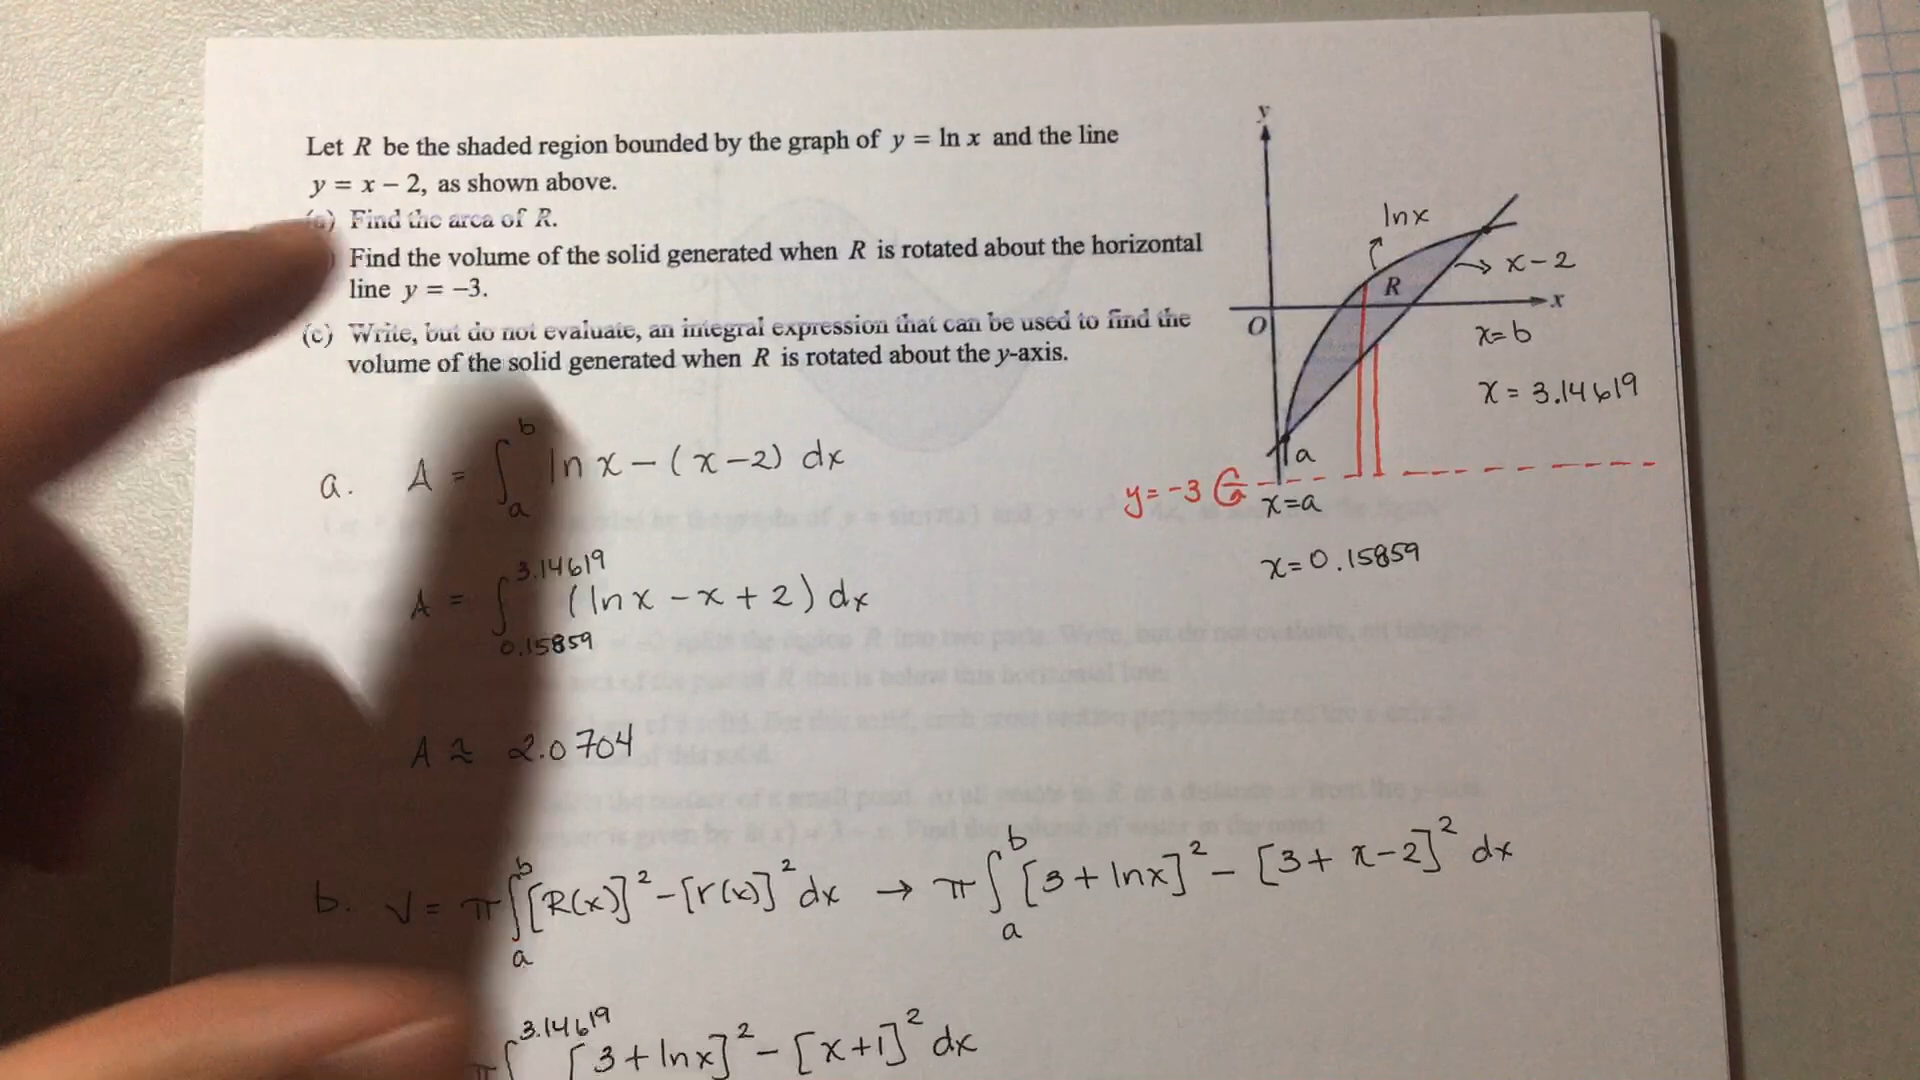 Let R be the shaded region bounded by the graph of y = ln x and the line
y = x − 2, as shown above.
Find the area of R.
Find the volume of the solid generated when R is rotated about the horizontal
line y = −3.
(c) Write, but do not evaluate, an integral expression that can be used to find the
volume of the solid generated when R is rotated about the y-axis.
y
ln x
x − 2
R
x
O
x = b
x = 3.14619
a
y = −3
x = a
x = 0.15859
a. A = ∫_a^b ln x − (x − 2) dx
A = ∫_0.15859^3.14619 (ln x − x + 2) dx
A ≈ 2.0704
b. V = π ∫_a^b [R(x)]² − [r(x)]² dx → π ∫_a^b [3 + ln x]² − [3 + x − 2]² dx
π ∫^3.14619 [3 + ln x]² − [x + 1]² dx